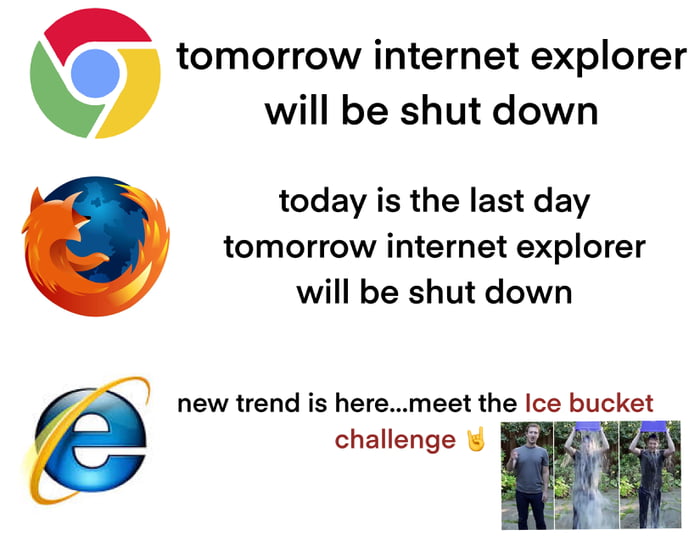 tomorrow internet explorer
will be shut down
today is the last day
tomorrow internet explorer
will be shut down
new trend is here...meet the Ice bucket
challenge 🤘